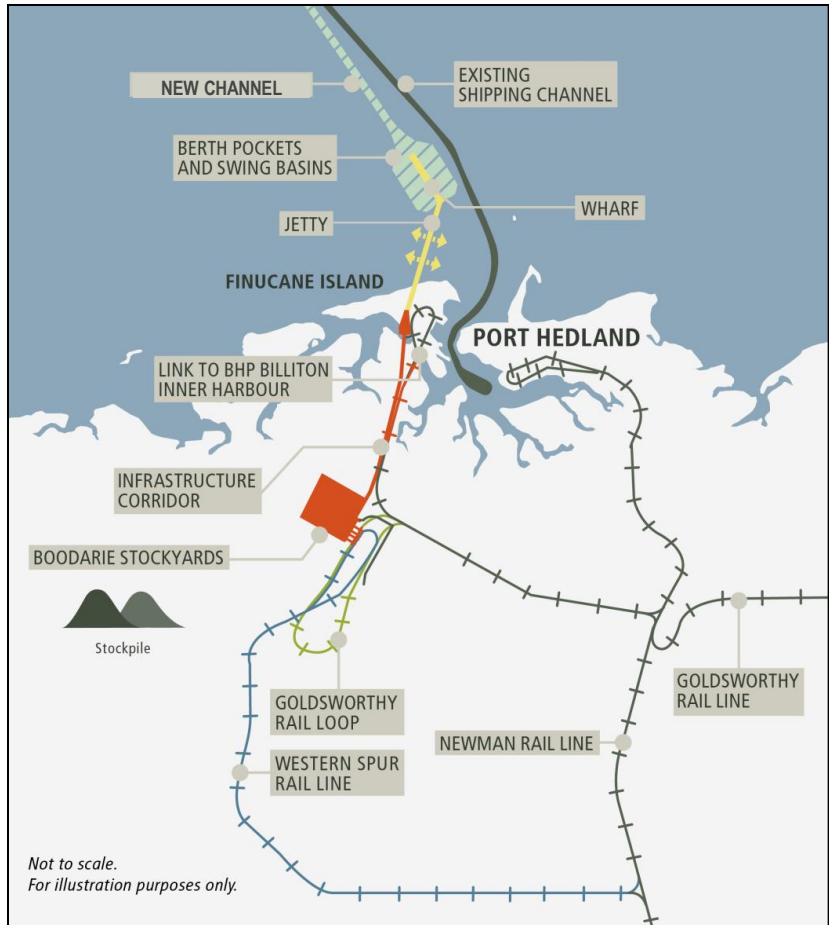 NEW CHANNEL
EXISTING
SHIPPING CHANNEL
BERTH POCKETS
AND SWING BASINS
WHARF
JETTY
FINUCANE ISLAND
PORT HEDLAND
LINK TO BHP BILLITON
INNER HARBOUR
INFRASTRUCTURE
CORRIDOR
BOODARIE STOCKYARDS
Stockpile
GOLDSWORTHY
RAIL LINE
GOLDSWORTHY
RAIL LOOP
NEWMAN RAIL LINE
WESTERN SPUR
RAIL LINE
Not to scale.
For illustration purposes only.